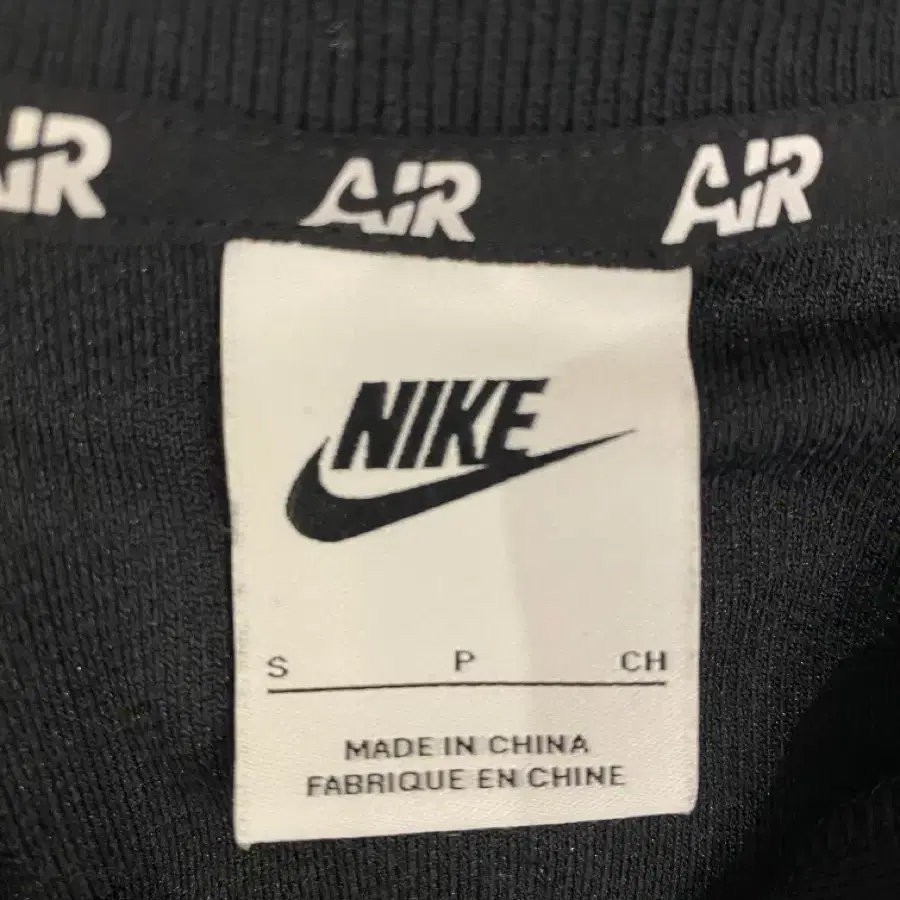 AIR AIR AIR
NIKE
S P CH
MADE IN CHINA
FABRIQUE EN CHINE